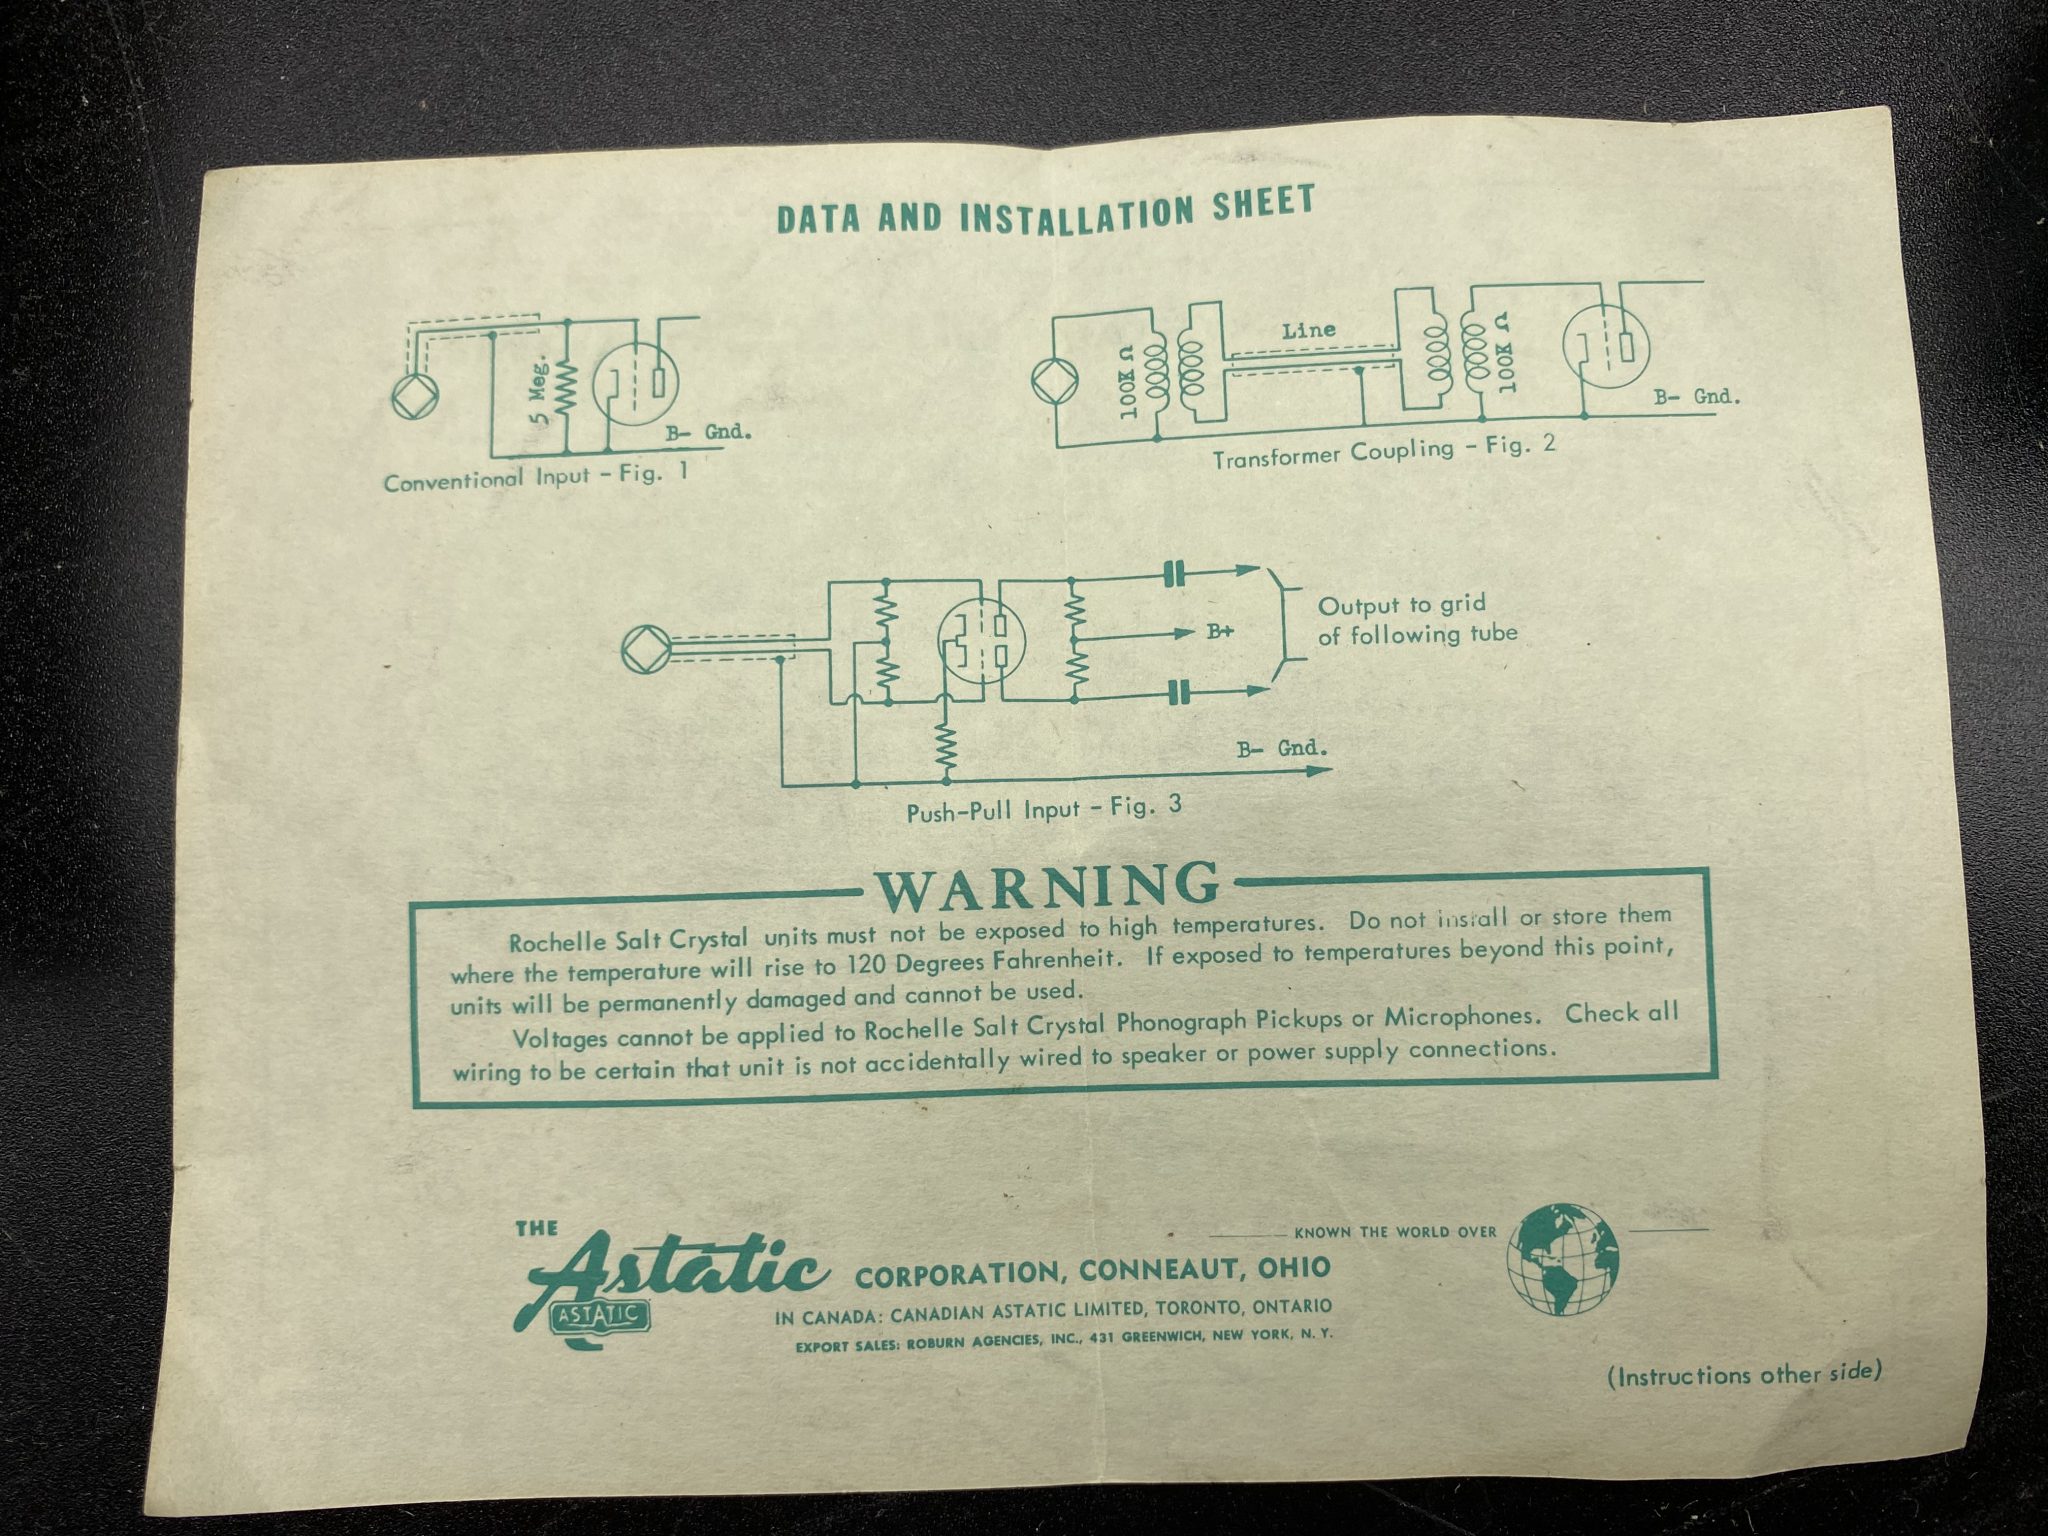 DATA AND INSTALLATION SHEET
5 Meg.
B- Gnd.
Conventional Input - Fig. 1
100K Ω
Line
100K Ω
B- Gnd.
Transformer Coupling - Fig. 2
Output to grid
of following tube
B+
B- Gnd.
Push-Pull Input - Fig. 3
WARNING
Rochelle Salt Crystal units must not be exposed to high temperatures. Do not install or store them
where the temperature will rise to 120 Degrees Fahrenheit. If exposed to temperatures beyond this point,
units will be permanently damaged and cannot be used.
Voltages cannot be applied to Rochelle Salt Crystal Phonograph Pickups or Microphones. Check all
wiring to be certain that unit is not accidentally wired to speaker or power supply connections.
THE
Astatic CORPORATION, CONNEAUT, OHIO
ASTATIC
IN CANADA: CANADIAN ASTATIC LIMITED, TORONTO, ONTARIO
EXPORT SALES: ROBURN AGENCIES, INC., 431 GREENWICH, NEW YORK, N. Y.
KNOWN THE WORLD OVER
(Instructions other side)